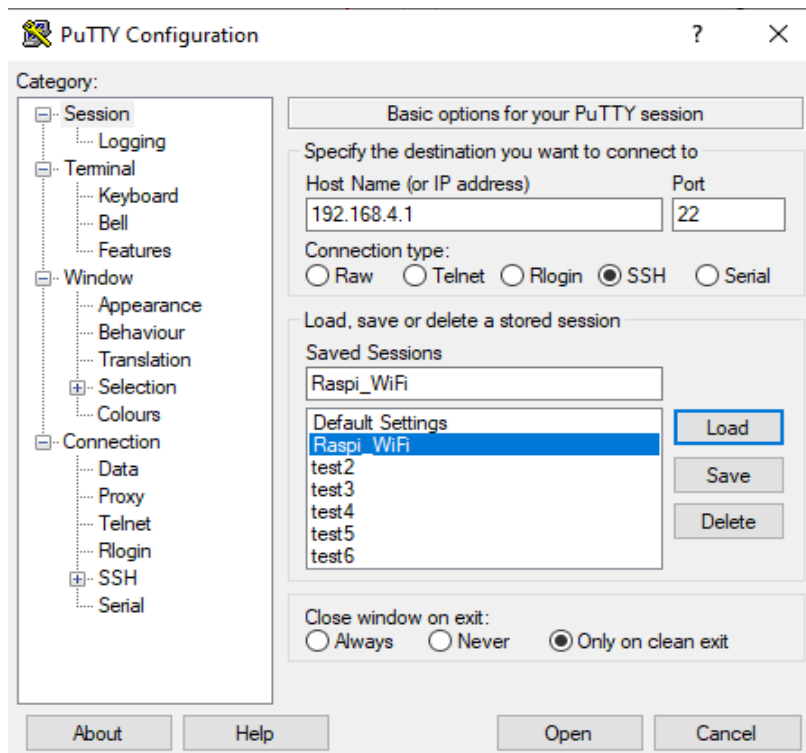 PuTTY Configuration
?
Category:
Session
Logging
Terminal
Keyboard
Bell
Features
Window
Appearance
Behaviour
Translation
Selection
Colours
Connection
Data
Proxy
Telnet
Rlogin
SSH
Serial
Basic options for your PuTTY session
Specify the destination you want to connect to
Host Name (or IP address) Port
192.168.4.1 22
Connection type:
Raw Telnet Rlogin SSH Serial
Load, save or delete a stored session
Saved Sessions
Raspi_WiFi
Default Settings
Raspi_WiFi
test2
test3
test4
test5
test6
Load
Save
Delete
Close window on exit:
Always Never Only on clean exit
About Help Open Cancel